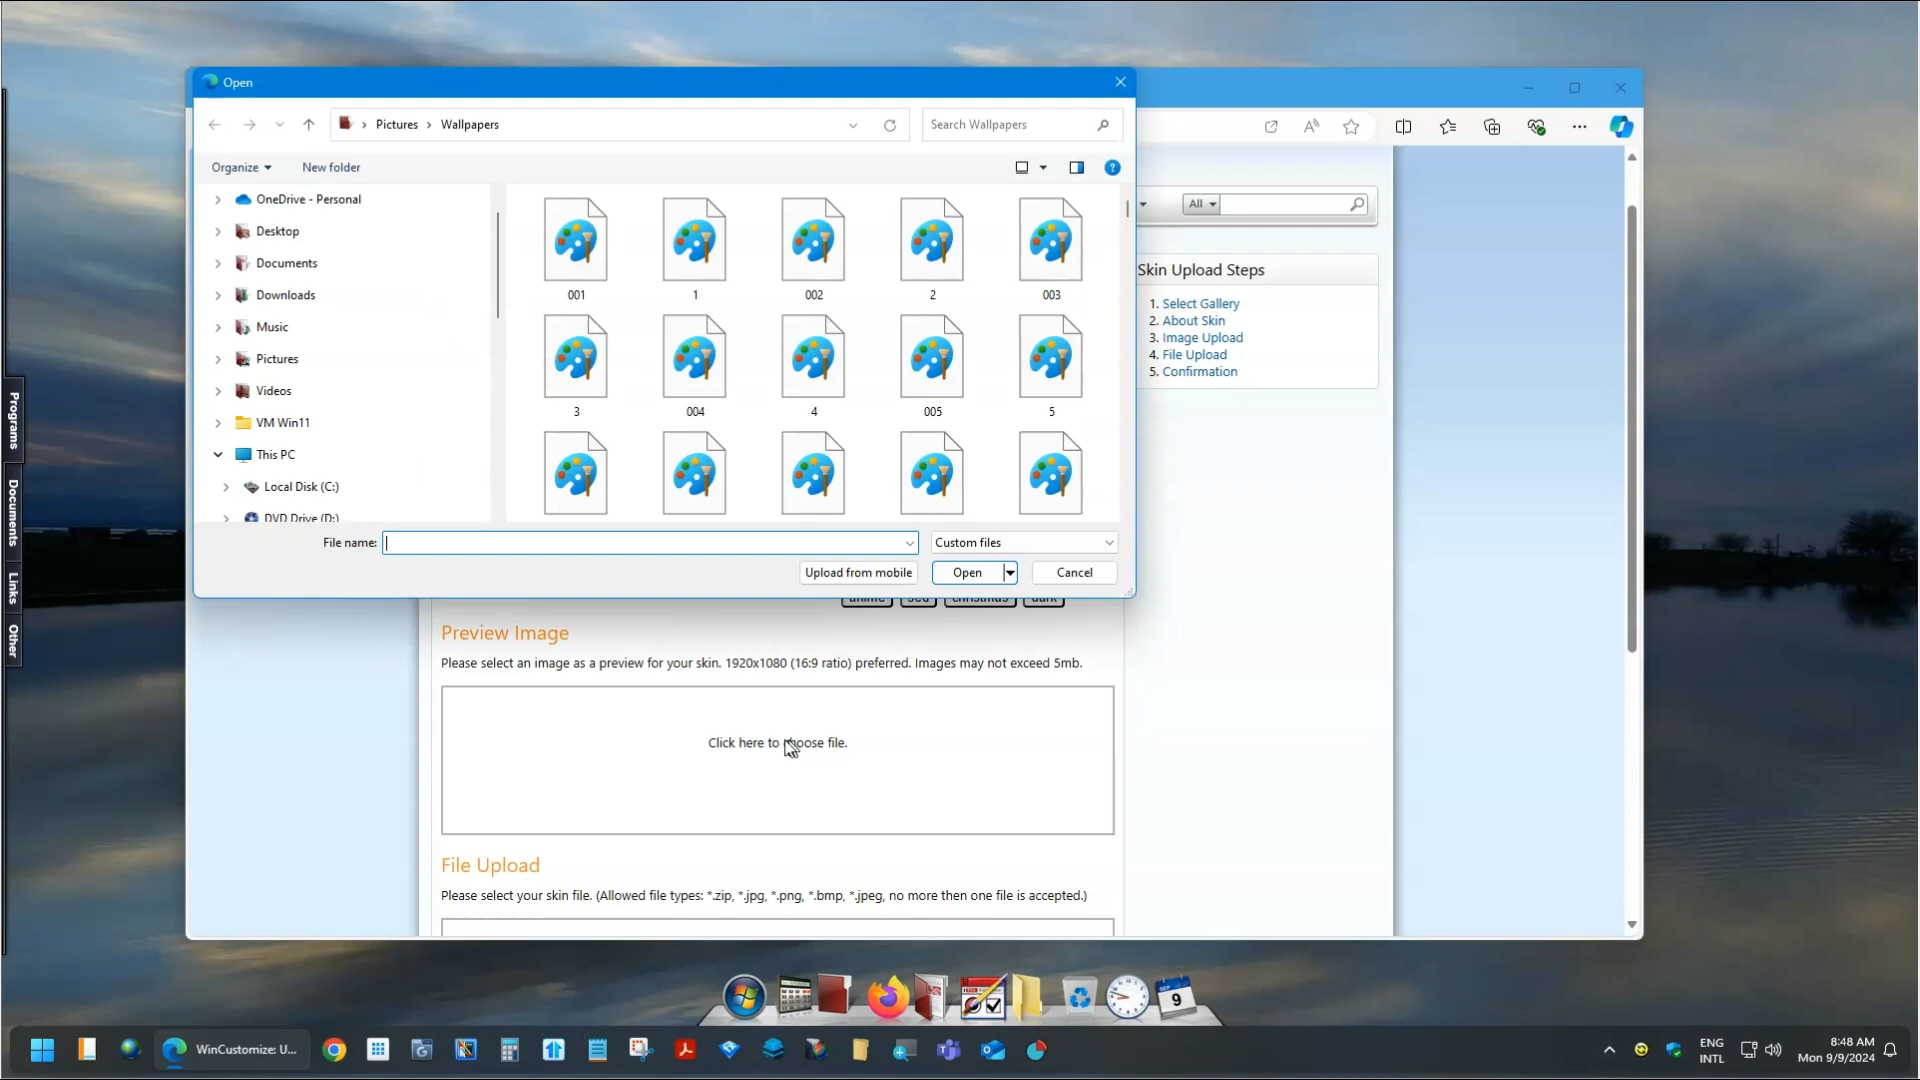 Open
Pictures > Wallpapers
Search Wallpapers
Organize
New folder
OneDrive - Personal
Desktop
Documents
Downloads
Music
Pictures
Videos
VM Win11
This PC
Local Disk (C:)
DVD Drive (D:)
001
1
002
2
003
3
004
4
005
5
File name:
Custom files
Upload from mobile
Open
Cancel
All
Skin Upload Steps
1. Select Gallery
2. About Skin
3. Image Upload
4. File Upload
5. Confirmation
anime
christmas
dark
Preview Image
Please select an image as a preview for your skin. 1920x1080 (16:9 ratio) preferred. Images may not exceed 5mb.
Click here to choose file.
File Upload
Please select your skin file. (Allowed file types: *.zip, *.jpg, *.png, *.bmp, *.jpeg, no more then one file is accepted.)
Programs
Documents
Links
Other
SEP
9
WinCustomize: U...
ENG
INTL
8:48 AM
Mon 9/9/2024